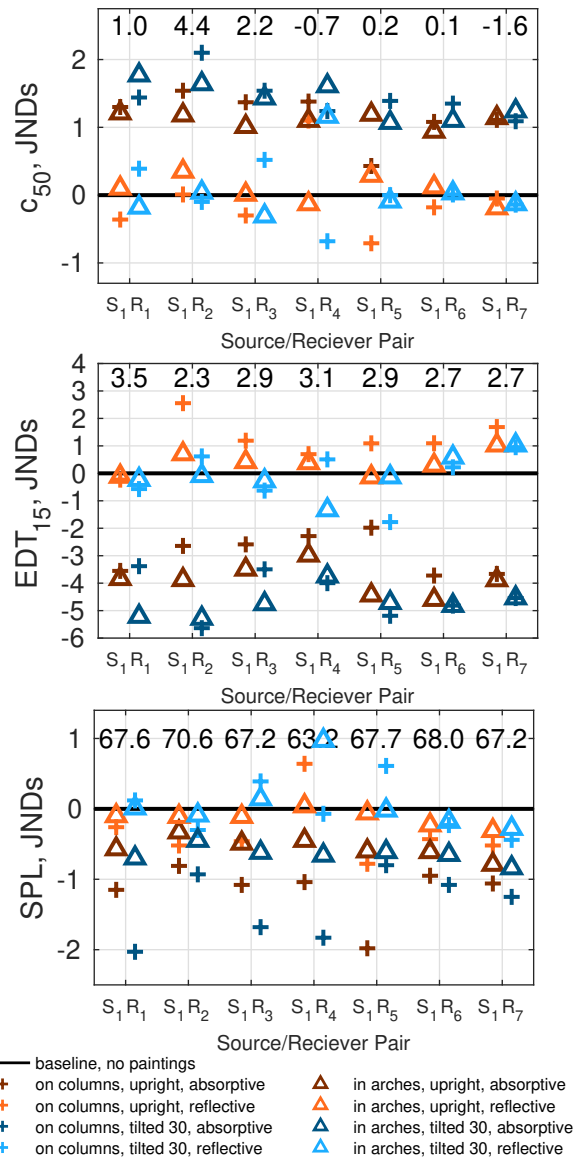 1.0 4.4 2.2 -0.7 0.2 0.1 -1.6
2
1
0
-1
c50, JNDs
S1R1 S1R2 S1R3 S1R4 S1R5 S1R6 S1R7
Source/Reciever Pair
4
3.5 2.3 2.9 3.1 2.9 2.7 2.7
3
2
1
0
-1
-2
-3
-4
-5
-6
EDT15, JNDs
S1R1 S1R2 S1R3 S1R4 S1R5 S1R6 S1R7
Source/Reciever Pair
67.6 70.6 67.2 63.2 67.7 68.0 67.2
1
0
-1
-2
SPL, JNDs
S1R1 S1R2 S1R3 S1R4 S1R5 S1R6 S1R7
Source/Reciever Pair
baseline, no paintings
on columns, upright, absorptive
on columns, upright, reflective
on columns, tilted 30, absorptive
on columns, tilted 30, reflective
in arches, upright, absorptive
in arches, upright, reflective
in arches, tilted 30, absorptive
in arches, tilted 30, reflective